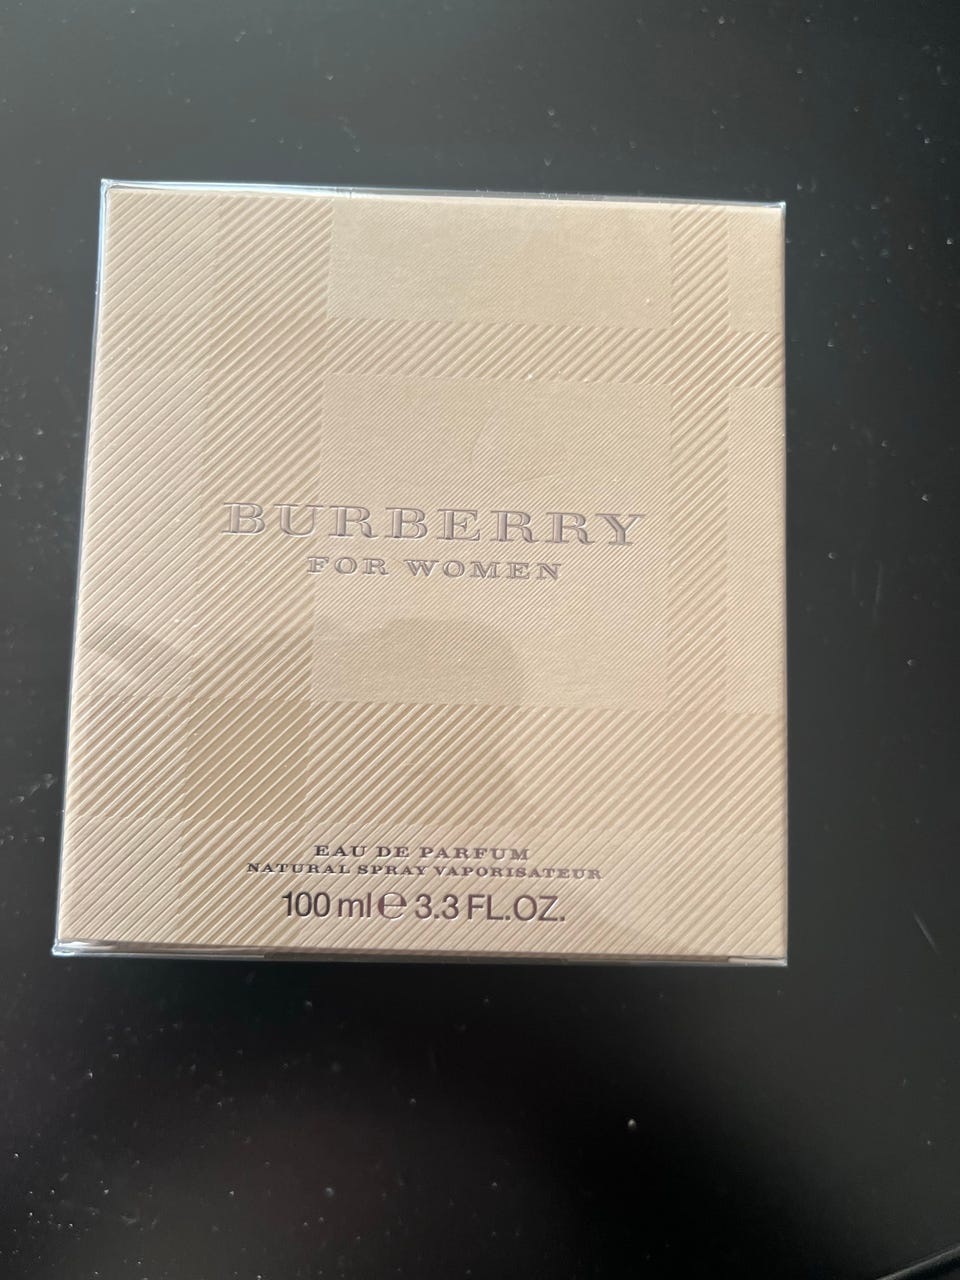 BURBERRY
FOR WOMEN
EAU DE PARFUM
NATURAL SPRAY VAPORISATEUR
100 ml ℮ 3.3 FL.OZ.